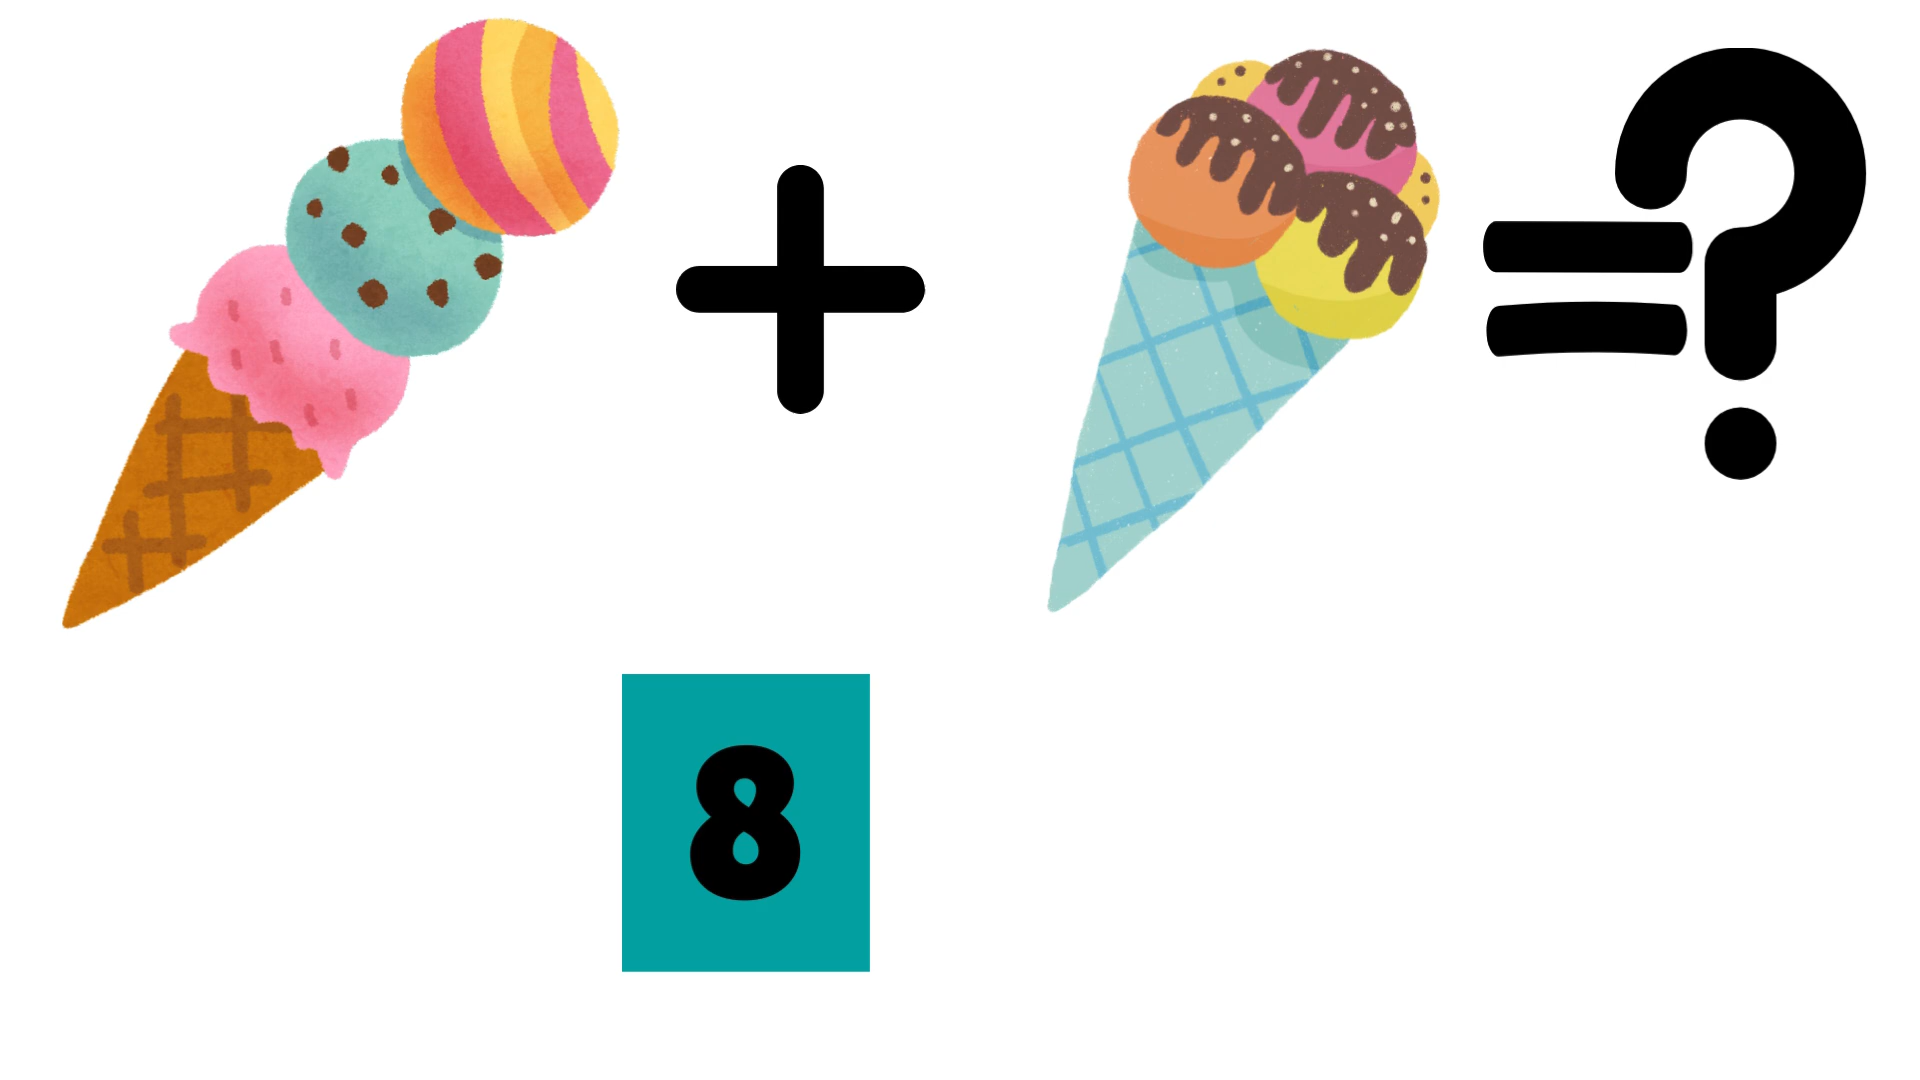 + = ?
8